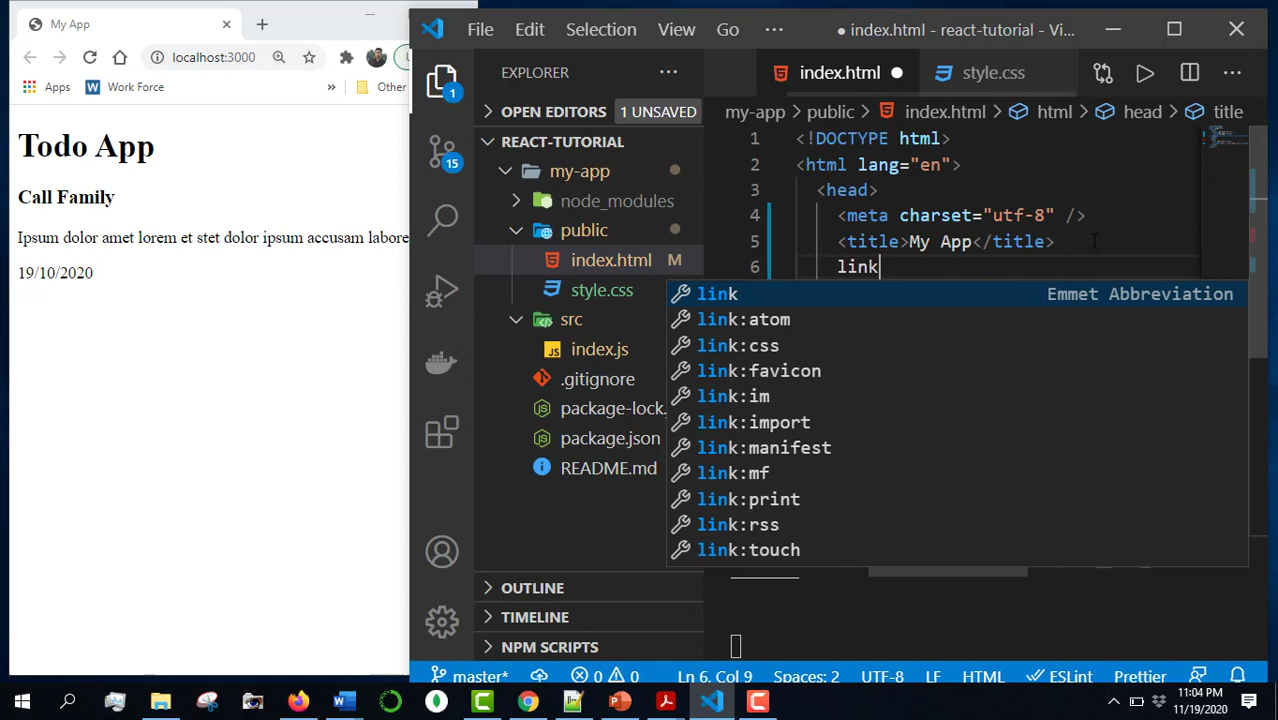 My App
localhost:3000
Apps
Work Force
»
Other
Todo App
Call Family
Ipsum dolor amet lorem et stet dolor ipsum accusam labore
19/10/2020
File Edit Selection View Go ···
● index.html - react-tutorial - Vi...
EXPLORER
1
15
OPEN EDITORS 1 UNSAVED
REACT-TUTORIAL
my-app
node_modules
public
index.html M
style.css
src
index.js
.gitignore
package-lock.
package.json
README.md
OUTLINE
TIMELINE
NPM SCRIPTS
index.html ●
style.css
my-app > public > index.html > html > head > title
1 <!DOCTYPE html>
2 <html lang="en">
3 <head>
4 <meta charset="utf-8" />
5 <title>My App</title>
6 link
link Emmet Abbreviation
link:atom
link:css
link:favicon
link:im
link:import
link:manifest
link:mf
link:print
link:rss
link:touch
master* 0 0 Ln 6, Col 9 Spaces: 2 UTF-8 LF HTML ESLint Prettier
11:04 PM
11/19/2020